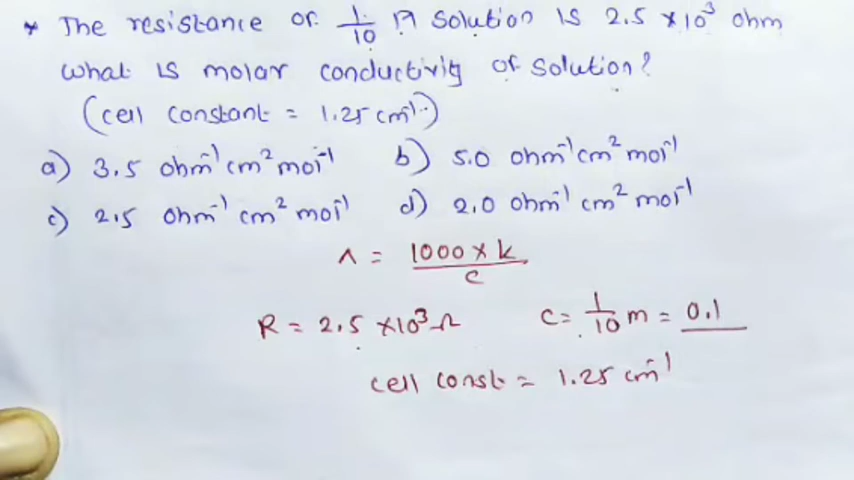 * The resistance of 1/10 M solution is 2.5 × 10³ ohm
what is molar conductivity of solution?
(cell constant = 1.25 cm⁻¹)
a) 3.5 ohm⁻¹ cm² mol⁻¹ b) 5.0 ohm⁻¹ cm² mol⁻¹
c) 2.5 ohm⁻¹ cm² mol⁻¹ d) 2.0 ohm⁻¹ cm² mol⁻¹
Λ = 1000 × k / c
R = 2.5 × 10³ Ω c = 1/10 m = 0.1
cell const = 1.25 cm⁻¹